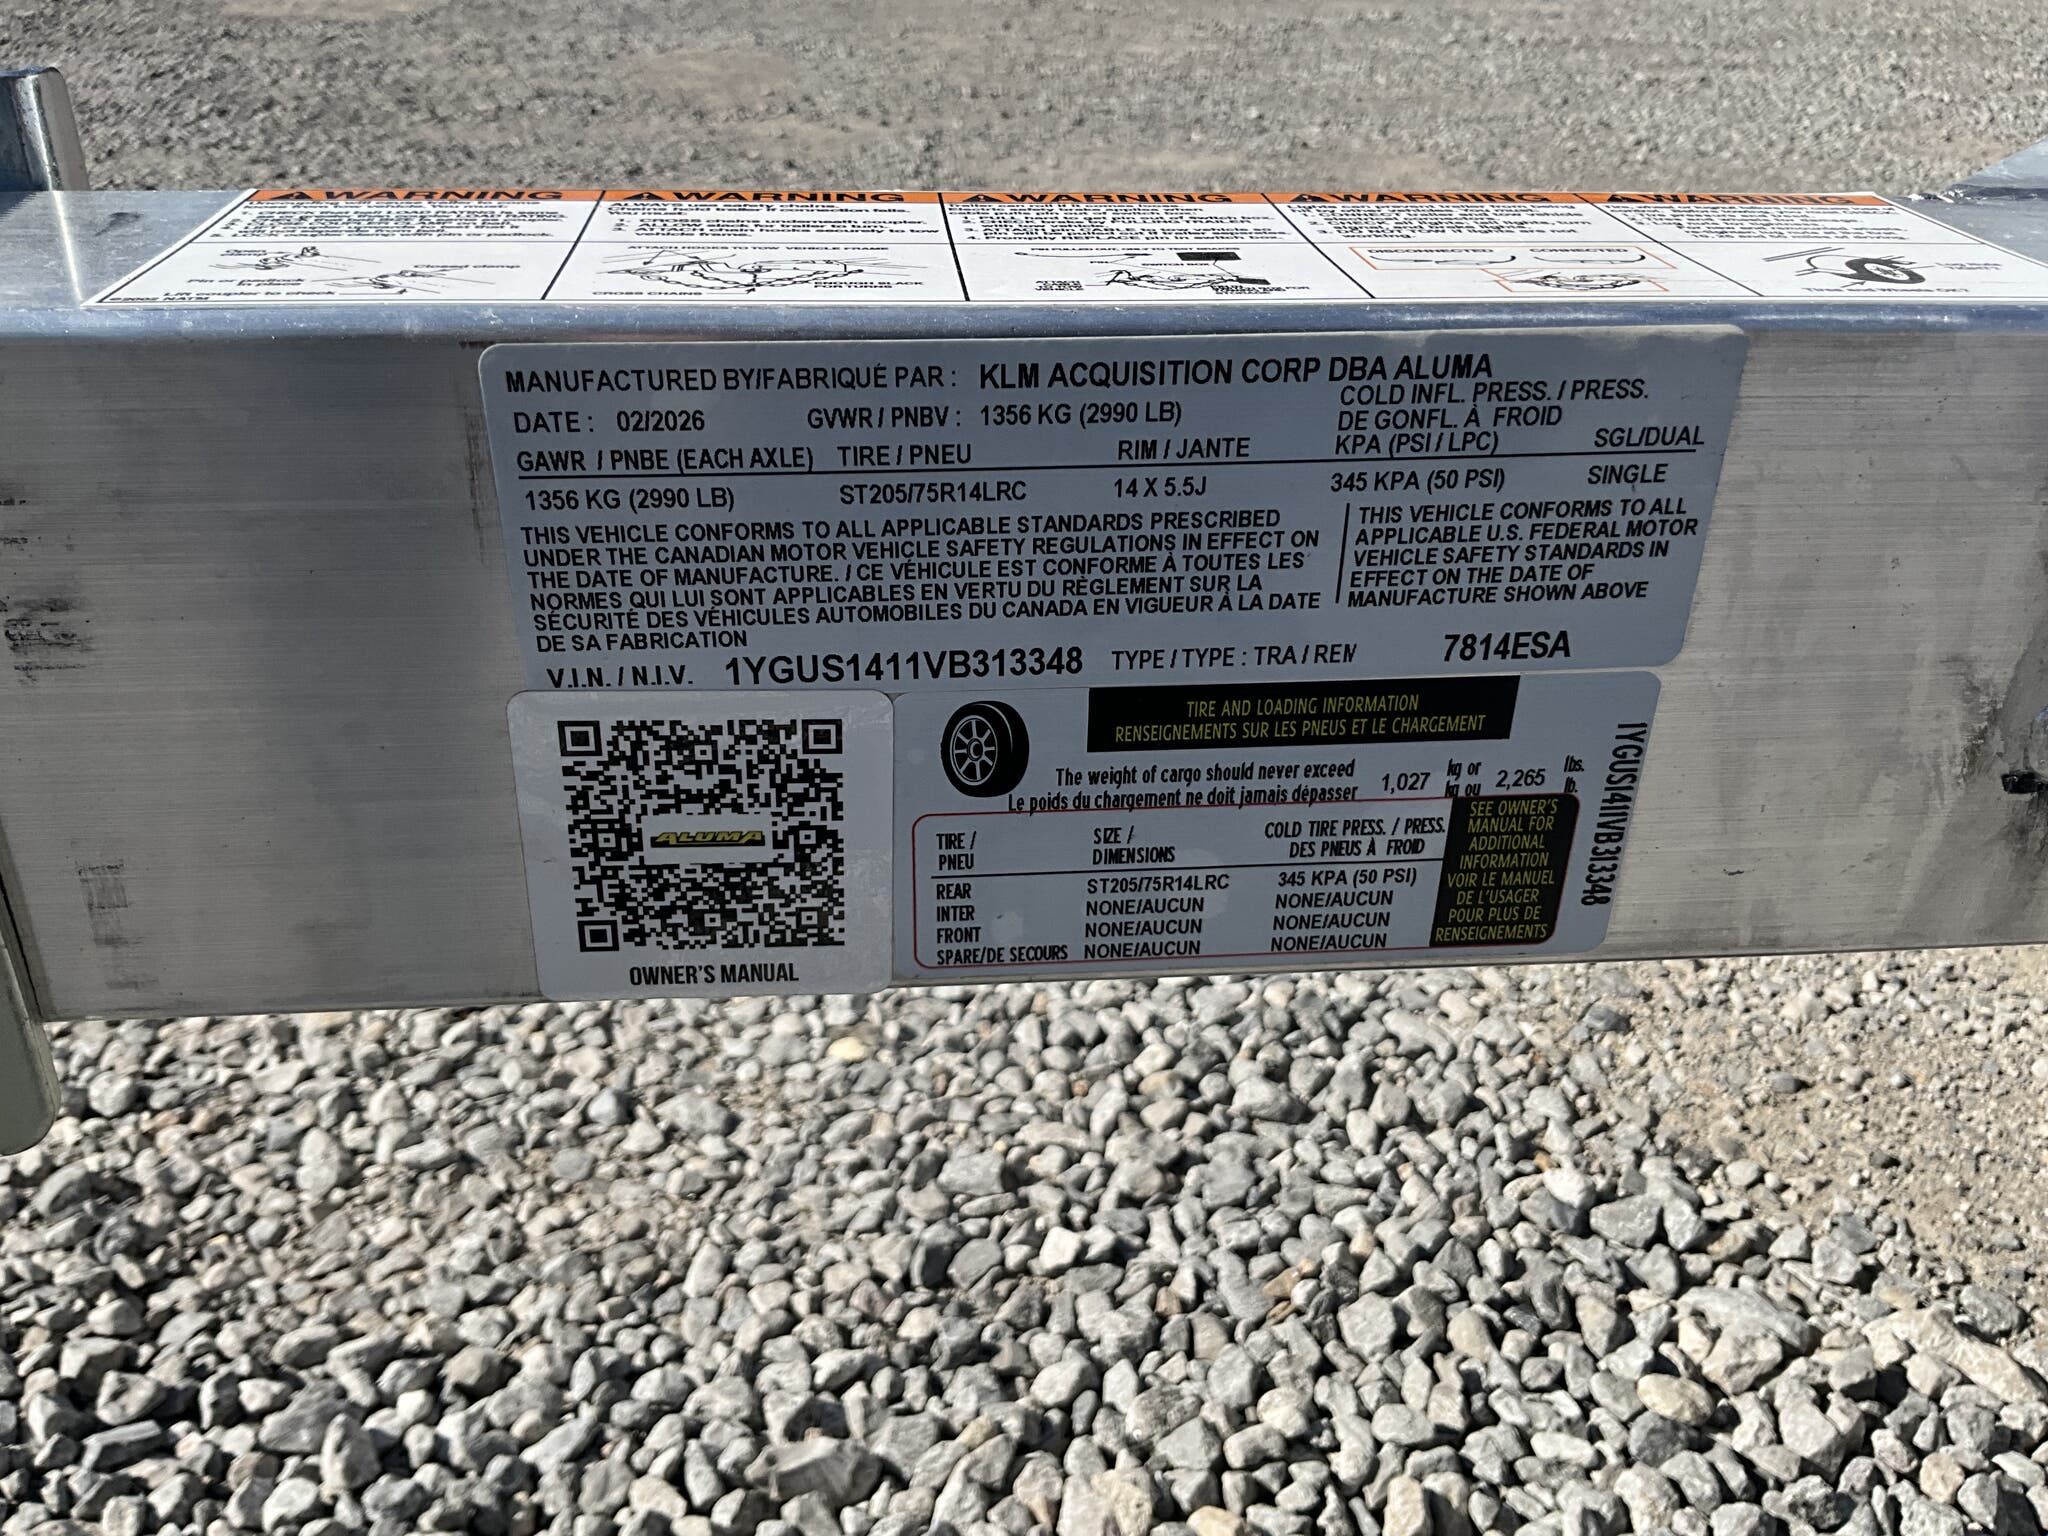 WARNING WARNING WARNING WARNING WARNING
ATTACH HOOKS TO TOW VEHICLE FRAME
DISCONNECTED CONNECTED
Closed clamp
CROSS CHAINS
MANUFACTURED BY/FABRIQUÉ PAR : KLM ACQUISITION CORP DBA ALUMA
DATE : 02/2026 GVWR / PNBV : 1356 KG (2990 LB)
COLD INFL. PRESS. / PRESS.
DE GONFL. À FROID
GAWR / PNBE (EACH AXLE) TIRE / PNEU RIM / JANTE KPA (PSI / LPC) SGL/DUAL
1356 KG (2990 LB) ST205/75R14LRC 14 X 5.5J 345 KPA (50 PSI) SINGLE
THIS VEHICLE CONFORMS TO ALL APPLICABLE STANDARDS PRESCRIBED
UNDER THE CANADIAN MOTOR VEHICLE SAFETY REGULATIONS IN EFFECT ON
THE DATE OF MANUFACTURE. / CE VÉHICULE EST CONFORME À TOUTES LES
NORMES QUI LUI SONT APPLICABLES EN VERTU DU RÈGLEMENT SUR LA
SÉCURITÉ DES VÉHICULES AUTOMOBILES DU CANADA EN VIGUEUR À LA DATE
DE SA FABRICATION
THIS VEHICLE CONFORMS TO ALL
APPLICABLE U.S. FEDERAL MOTOR
VEHICLE SAFETY STANDARDS IN
EFFECT ON THE DATE OF
MANUFACTURE SHOWN ABOVE
V.I.N. / N.I.V. 1YGUS1411VB313348 TYPE / TYPE : TRA / REM 7814ESA
ALUMA
OWNER'S MANUAL
TIRE AND LOADING INFORMATION
RENSEIGNEMENTS SUR LES PNEUS ET LE CHARGEMENT
The weight of cargo should never exceed
Le poids du chargement ne doit jamais dépasser
1,027 kg or 2,265 lbs.
kg ou lb.
TIRE / SIZE / COLD TIRE PRESS. / PRESS.
PNEU DIMENSIONS DES PNEUS À FROID
REAR ST205/75R14LRC 345 KPA (50 PSI)
INTER NONE/AUCUN NONE/AUCUN
FRONT NONE/AUCUN NONE/AUCUN
SPARE/DE SECOURS NONE/AUCUN NONE/AUCUN
SEE OWNER'S
MANUAL FOR
ADDITIONAL
INFORMATION
VOIR LE MANUEL
DE L'USAGER
POUR PLUS DE
RENSEIGNEMENTS
1YGUS1411VB313348